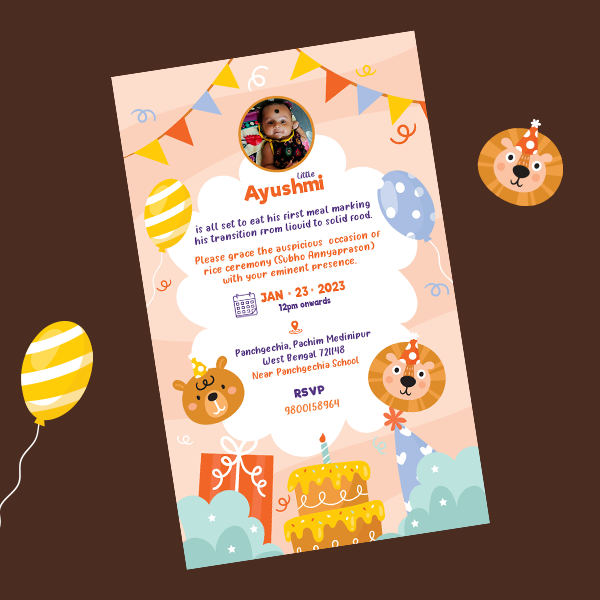 little
Ayushmi
is all set to eat his first meal marking
his transition from liquid to solid food.
Please grace the auspicious occasion of
rice ceremony (Subho Annyaprason)
with your eminent presence.
JAN • 23 • 2023
12pm onwards
Panchgechia, Pachim Medinipur
West Bengal 721148
Near Panchgechia School
RSVP
9800158964